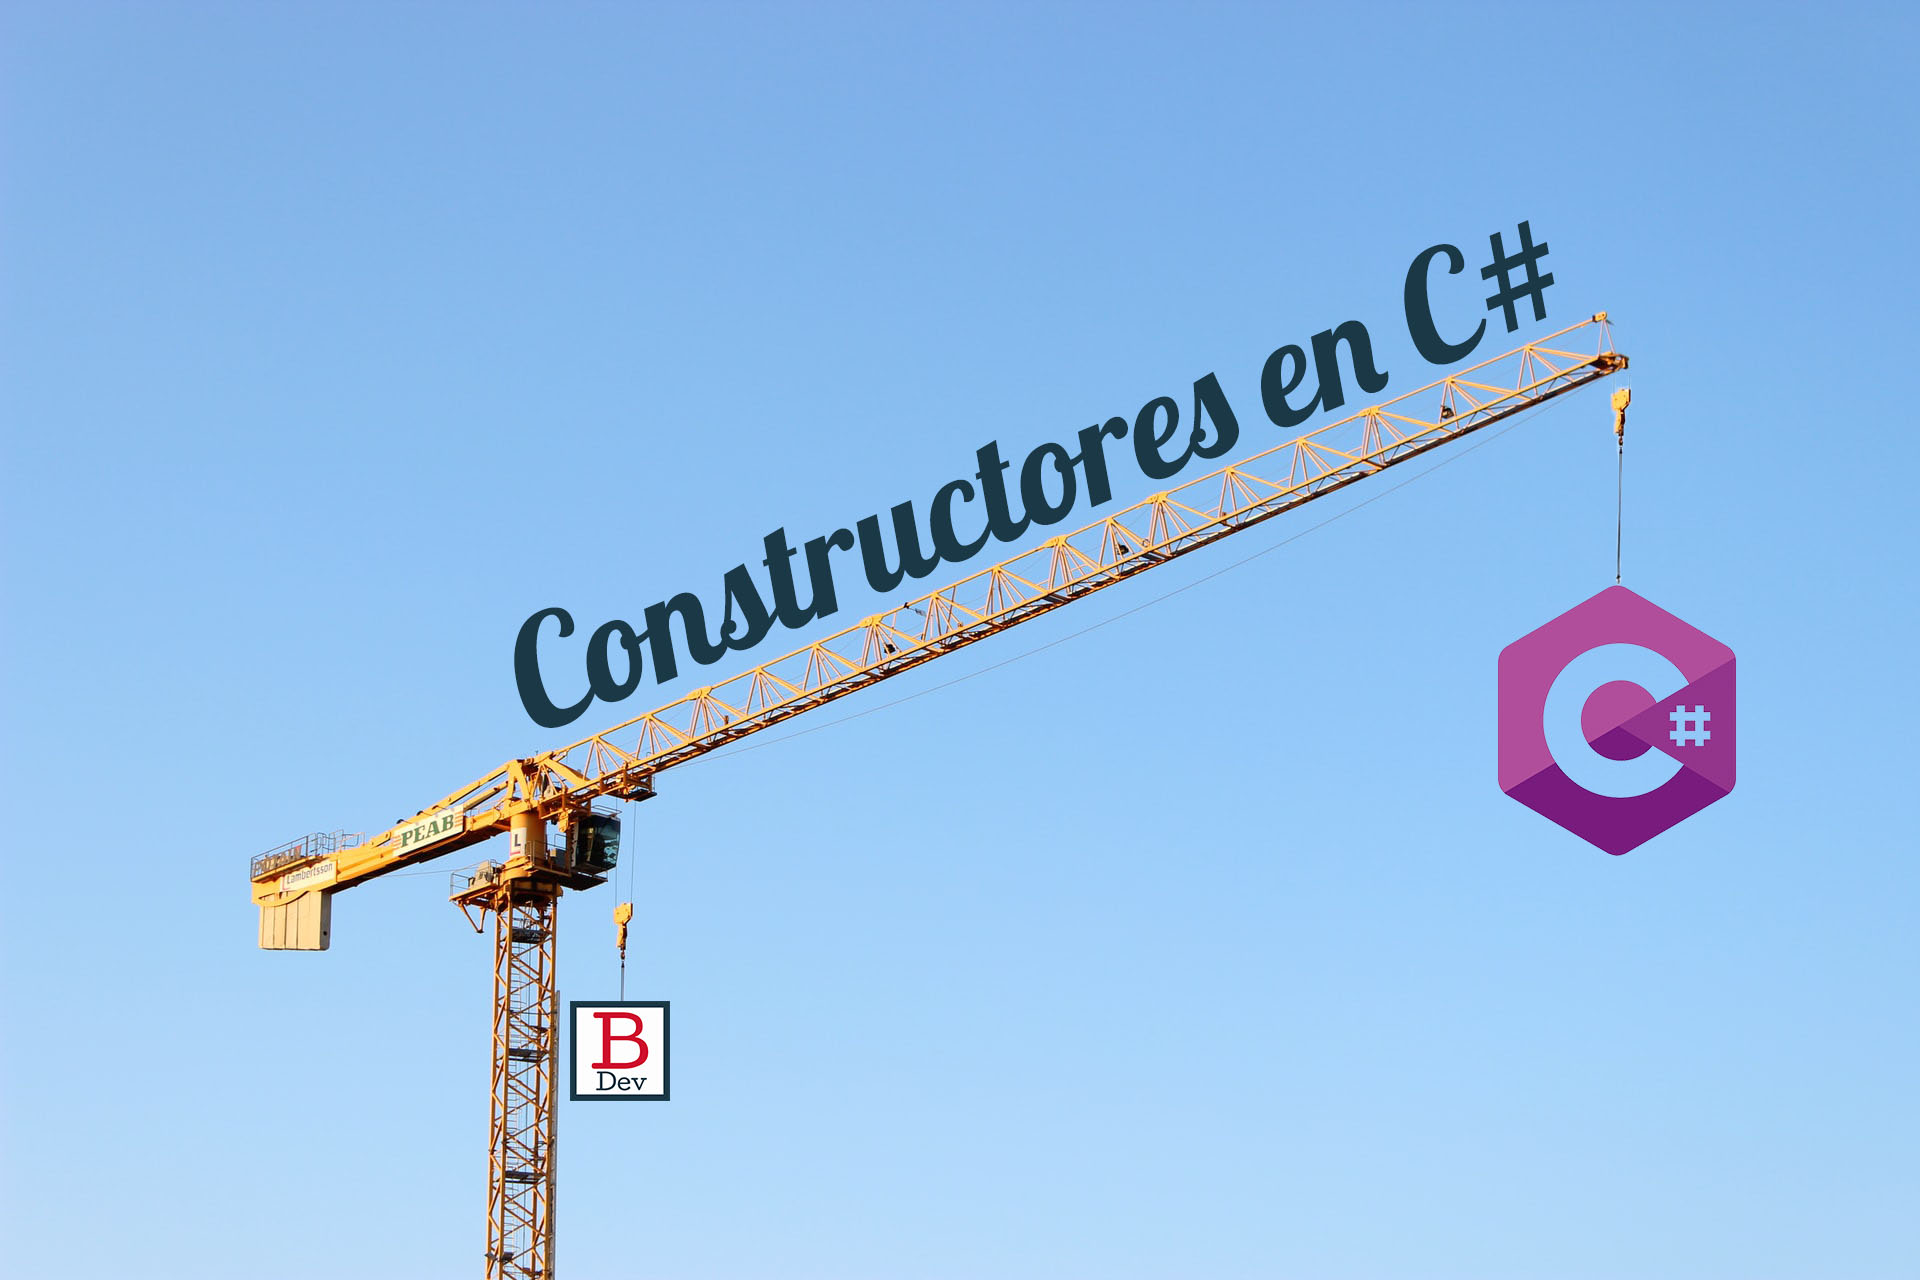 Constructores en C#
C#
PEAB
Lambertsson
L
B
Dev